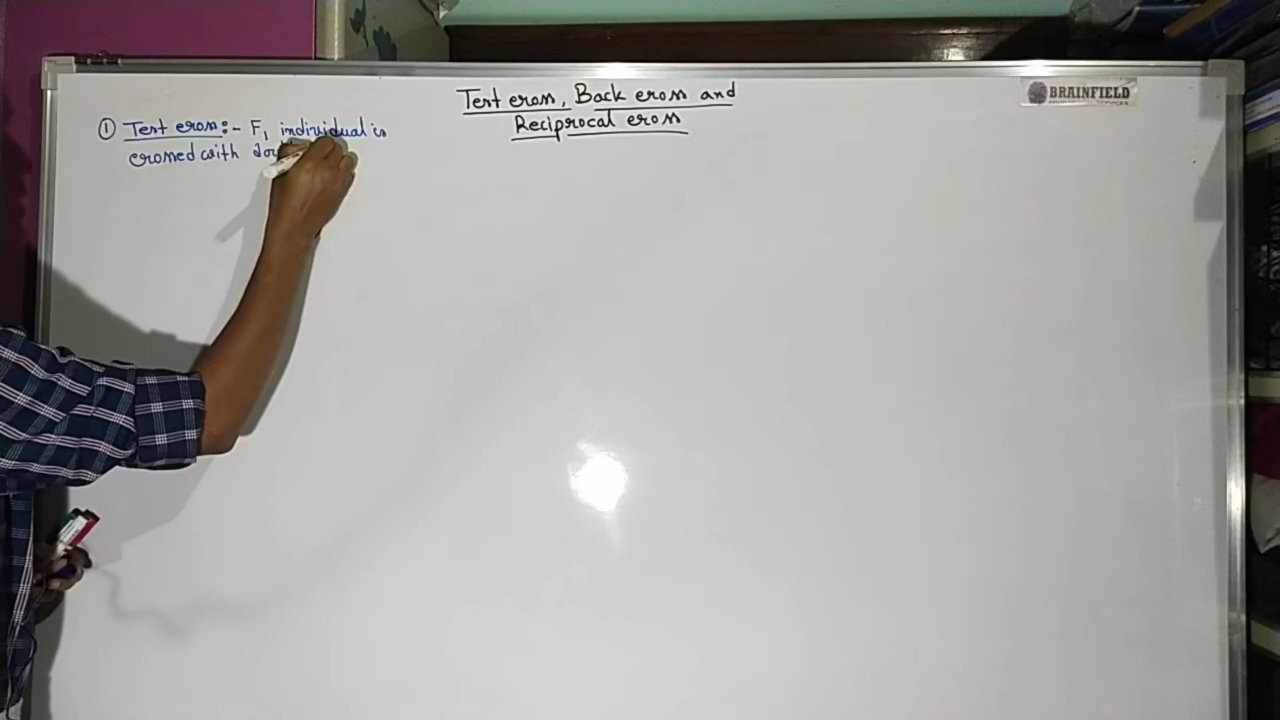 Test cross, Back cross and
Reciprocal cross
BRAINFIELD
① Test cross:- F₁ individual is
crossed with